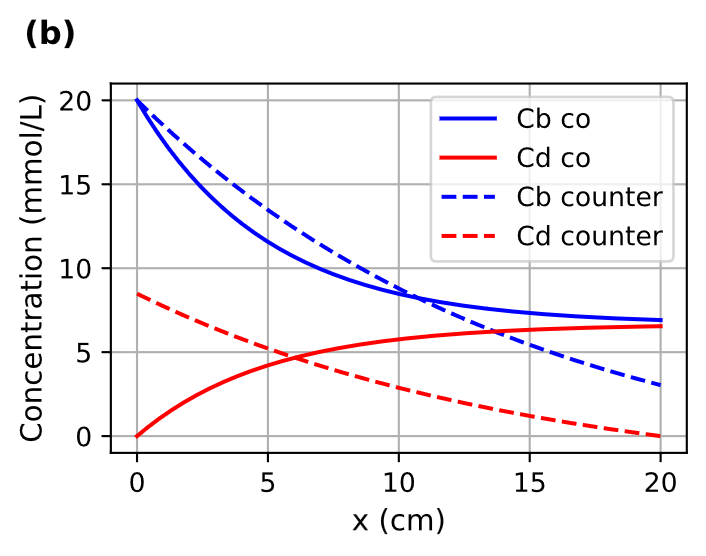 (b)
Concentration (mmol/L)
20
15
10
5
0
Cb co
Cd co
Cb counter
Cd counter
0 5 10 15 20
x (cm)